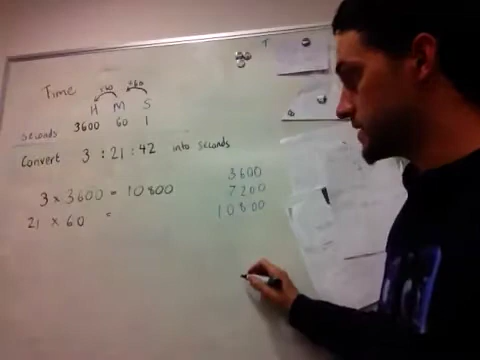 Time
÷60 ÷60
H M S
seconds 3600 60 1
Convert 3 : 21 : 42 into seconds
3 × 3600 = 10800
21 × 60 =
3600
7200
10800